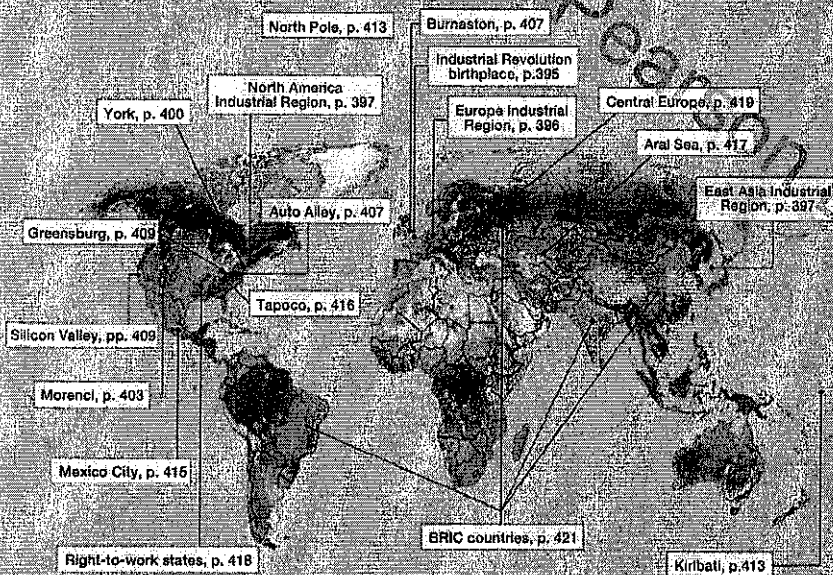 North Pole, p. 413
Burnaston, p. 407
Industrial Revolution
birthplace, p.395
North America
Industrial Region, p. 397
York, p. 400
Europe Industrial
Region, p. 396
Central Europe, p. 419
Aral Sea, p. 417
East Asia Industrial
Region, p. 397
Auto Alley, p. 407
Greensburg, p. 409
Tapoco, p. 416
Silicon Valley, pp. 409
Morenci, p. 403
Mexico City, p. 415
Right-to-work states, p. 418
BRIC countries, p. 421
Kiribati, p.413
Pearson